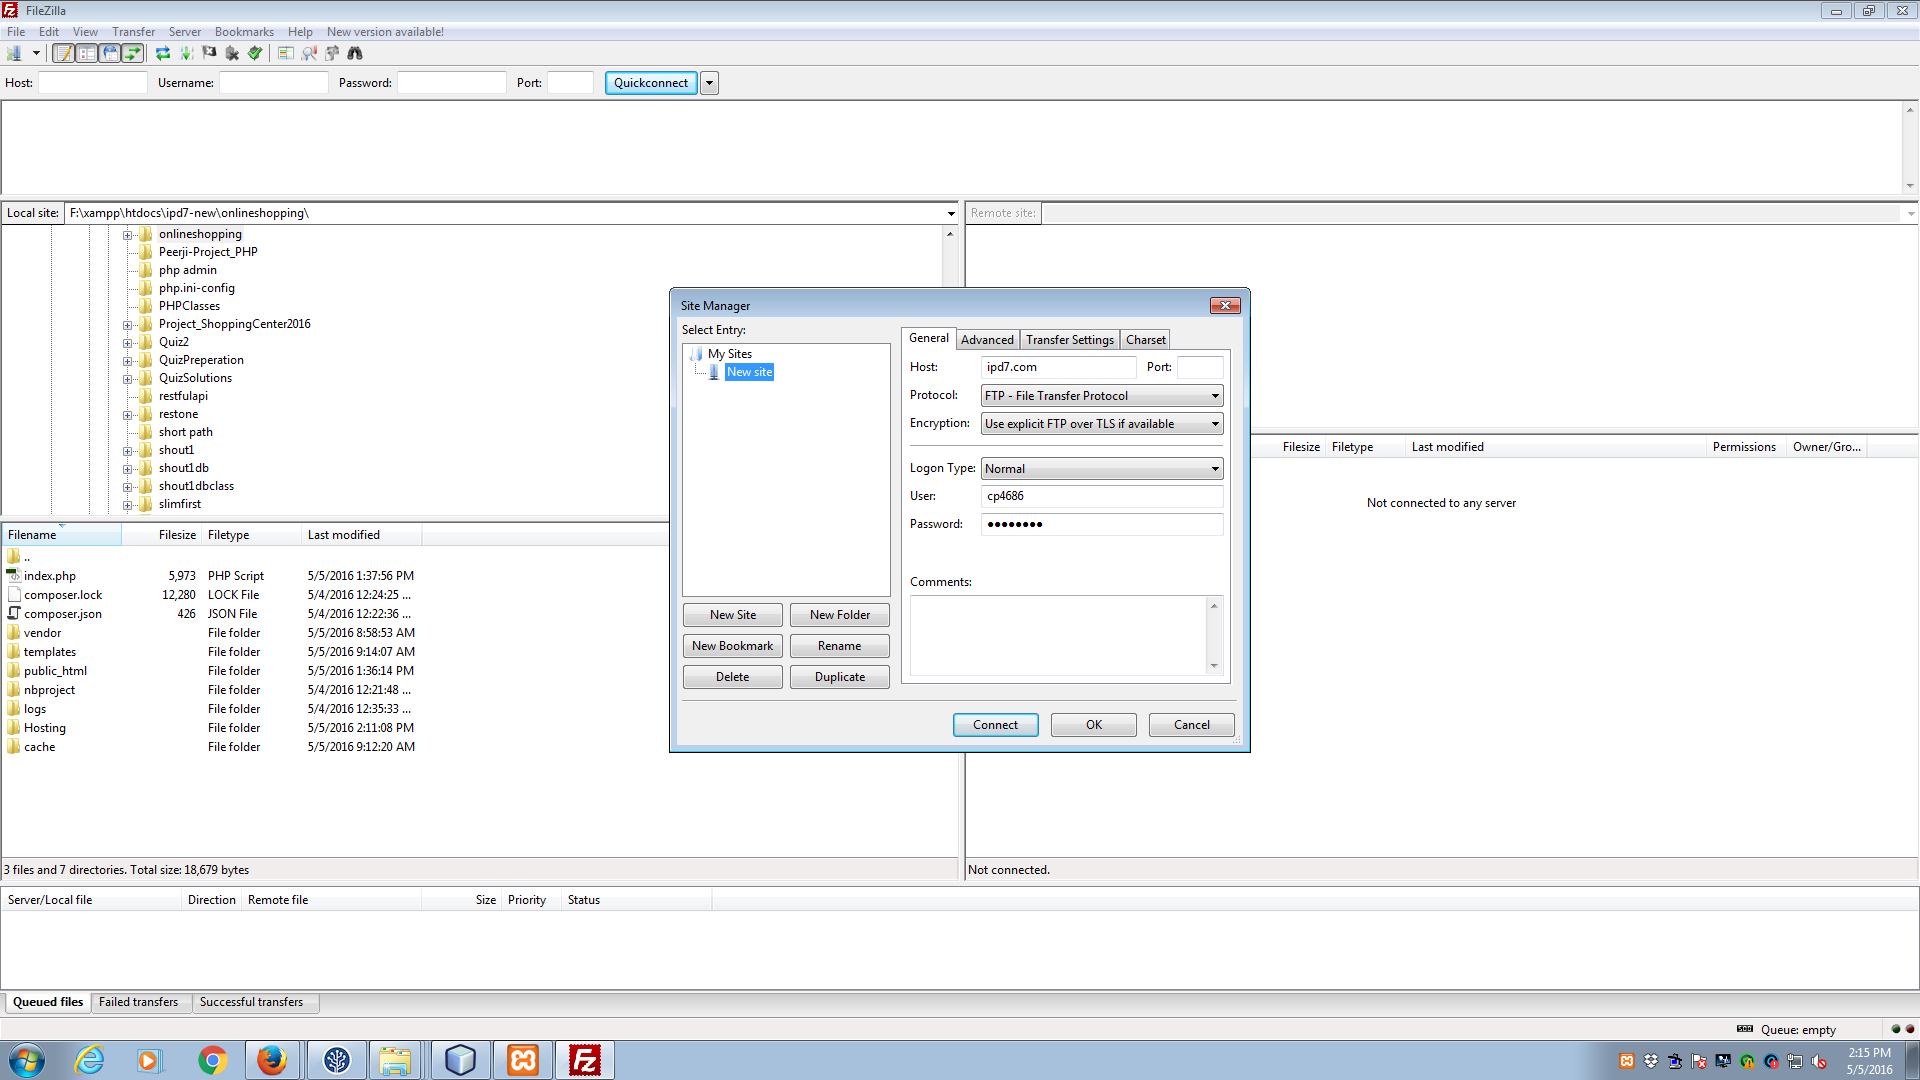 FileZilla
File Edit View Transfer Server Bookmarks Help New version available!
Host: Username: Password: Port: Quickconnect
Local site: F:\xampp\htdocs\ipd7-new\onlineshopping\
Remote site:
onlineshopping
Peerji-Project_PHP
php admin
php.ini-config
PHPClasses
Project_ShoppingCenter2016
Quiz2
QuizPreperation
QuizSolutions
restfulapi
restone
short path
shout1
shout1db
shout1dbclass
slimfirst
Filename Filesize Filetype Last modified
..
index.php 5,973 PHP Script 5/5/2016 1:37:56 PM
composer.lock 12,280 LOCK File 5/4/2016 12:24:25 ...
composer.json 426 JSON File 5/4/2016 12:22:36 ...
vendor File folder 5/5/2016 8:58:53 AM
templates File folder 5/5/2016 9:14:07 AM
public_html File folder 5/5/2016 1:36:14 PM
nbproject File folder 5/4/2016 12:21:48 ...
logs File folder 5/4/2016 12:35:33 ...
Hosting File folder 5/5/2016 2:11:08 PM
cache File folder 5/5/2016 9:12:20 AM
3 files and 7 directories. Total size: 18,679 bytes
Site Manager
Select Entry:
My Sites
New site
New Site New Folder
New Bookmark Rename
Delete Duplicate
General Advanced Transfer Settings Charset
Host: ipd7.com Port:
Protocol: FTP - File Transfer Protocol
Encryption: Use explicit FTP over TLS if available
Logon Type: Normal
User: cp4686
Password: ●●●●●●●●
Comments:
Connect OK Cancel
Filesize Filetype Last modified Permissions Owner/Gro...
Not connected to any server
Not connected.
Server/Local file Direction Remote file Size Priority Status
Queued files Failed transfers Successful transfers
Queue: empty
2:15 PM
5/5/2016